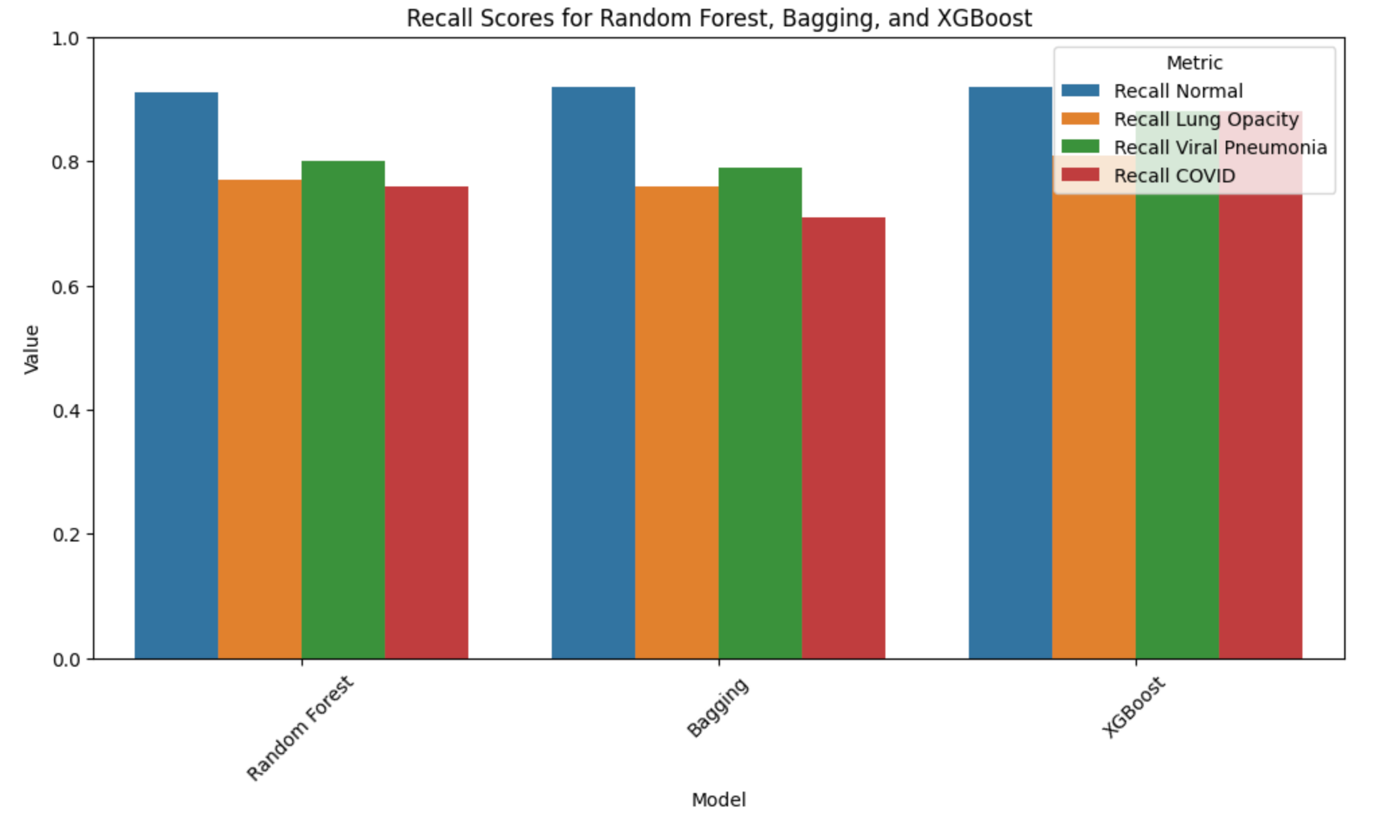 Recall Scores for Random Forest, Bagging, and XGBoost
1.0
0.8
0.6
0.4
0.2
0.0
Value
Metric
Recall Normal
Recall Lung Opacity
Recall Viral Pneumonia
Recall COVID
Random Forest
Bagging
XGBoost
Model